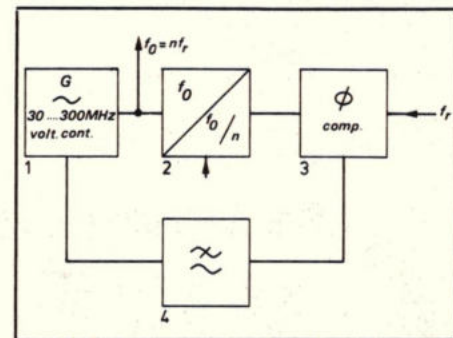 f₀ = nfᵣ
G
30 .... 300MHz
volt. cont.
1
f₀
f₀/n
2
ϕ
comp.
3
fᵣ
4